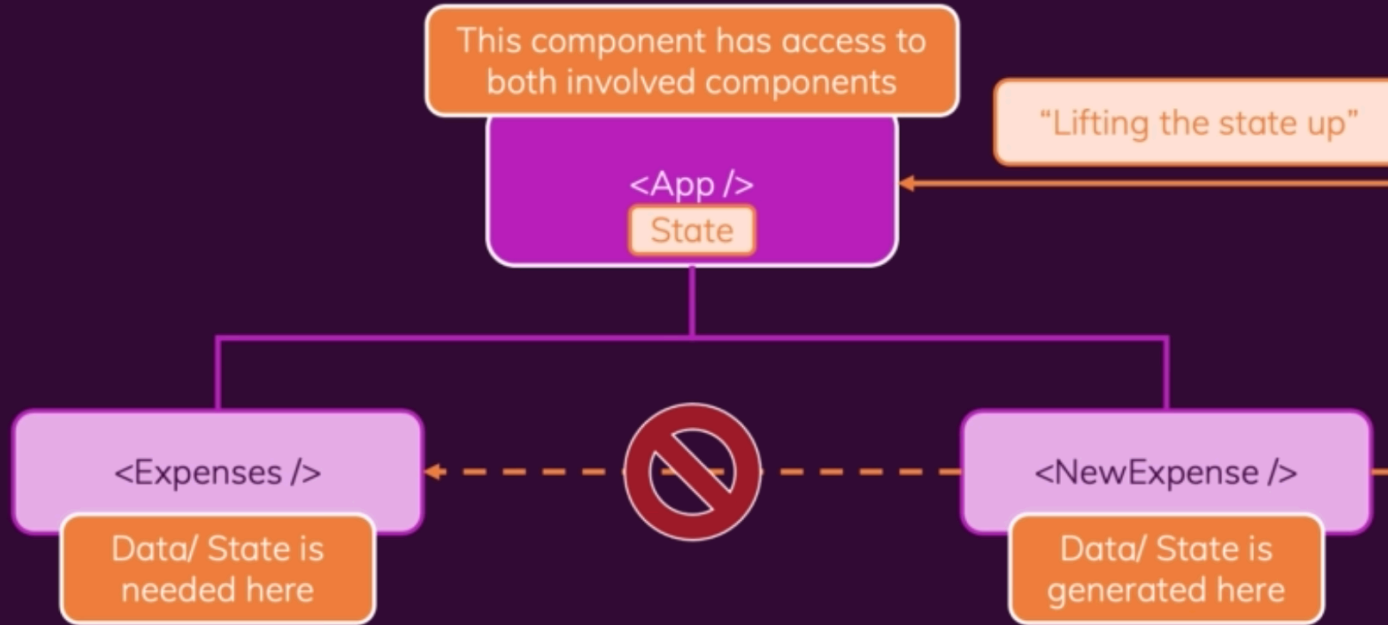 This component has access to
both involved components
“Lifting the state up”
<App />
State
<Expenses />
<NewExpense />
Data/ State is
needed here
Data/ State is
generated here